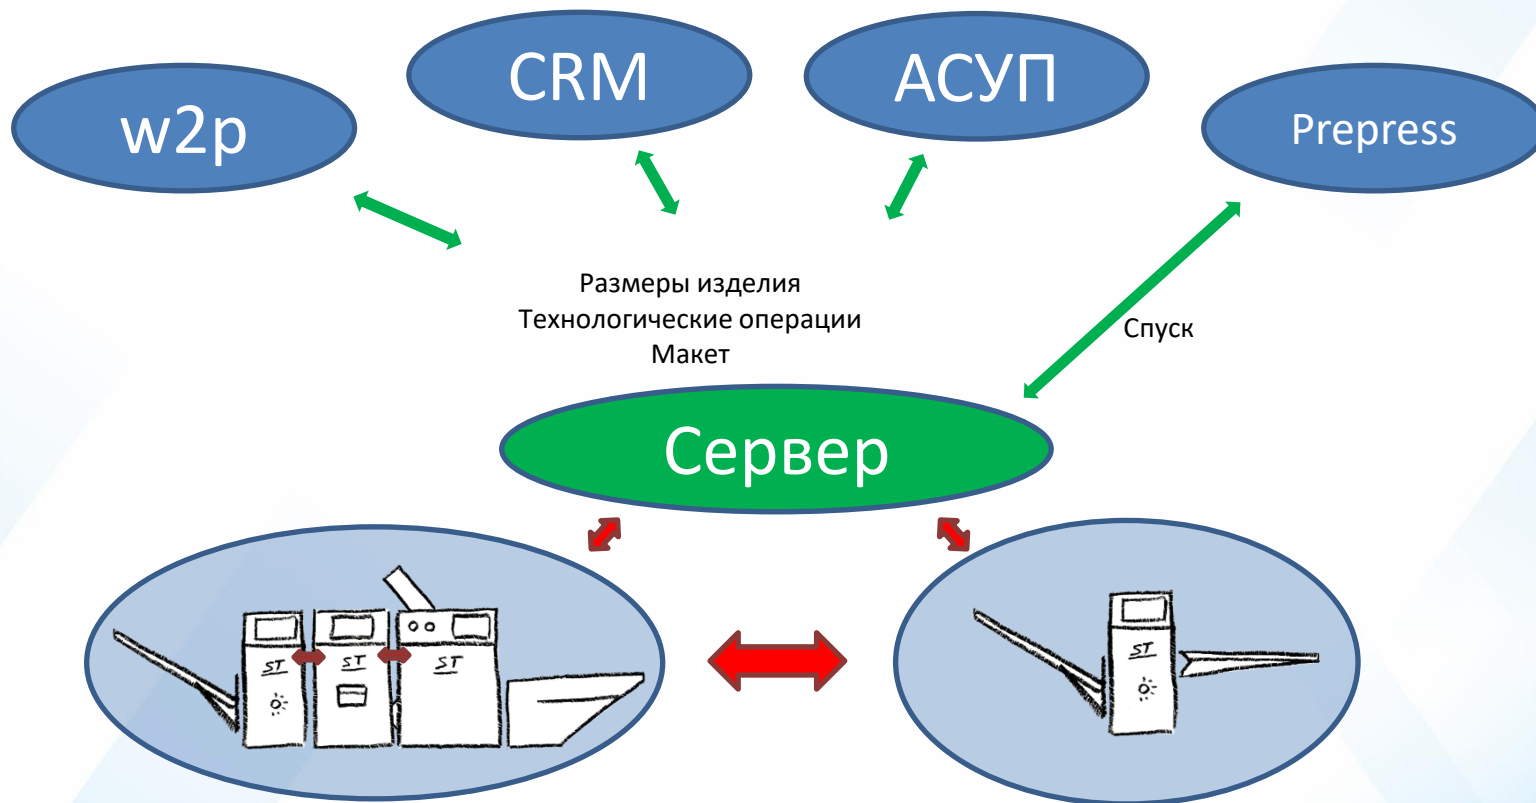 w2p
CRM
АСУП
Prepress
Размеры изделия
Технологические операции
Макет
Спуск
Сервер
ST
ST
ST
ST